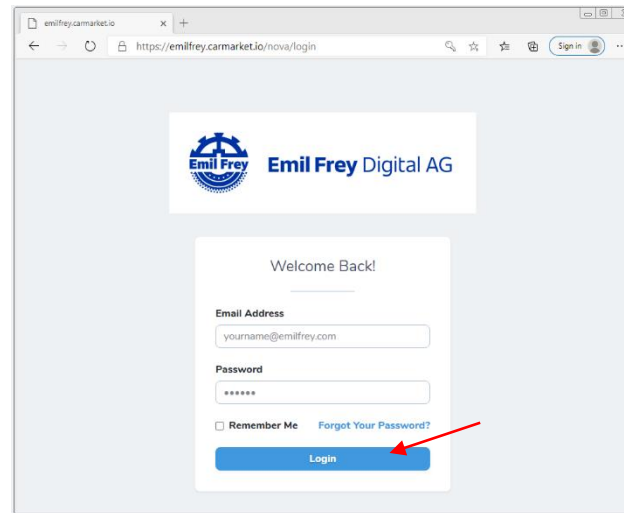 emilfrey.carmarket.io
https://emilfrey.carmarket.io/nova/login
Sign in
Emil Frey
Emil Frey Digital AG
Welcome Back!
Email Address
yourname@emilfrey.com
Password
Remember Me Forgot Your Password?
Login